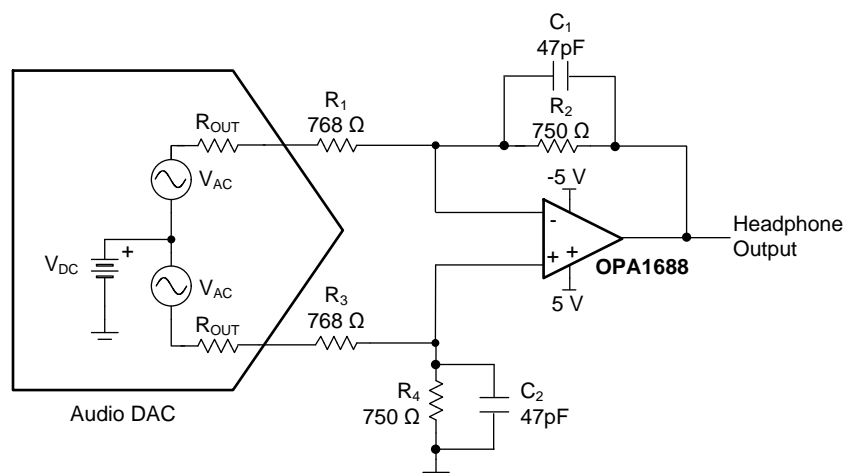 C1
47pF
R1
768 Ω
R2
750 Ω
ROUT
VAC
-5 V
-
+
+
OPA1688
5 V
Headphone
Output
VDC
+
VAC
ROUT
R3
768 Ω
R4
750 Ω
C2
47pF
Audio DAC